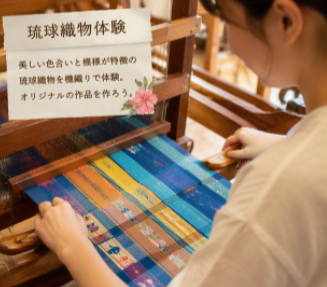 琉球織物体験
美しい色合いと模様が特徴の
琉球織物を機織りで体験。
オリジナルの作品を作ろう。